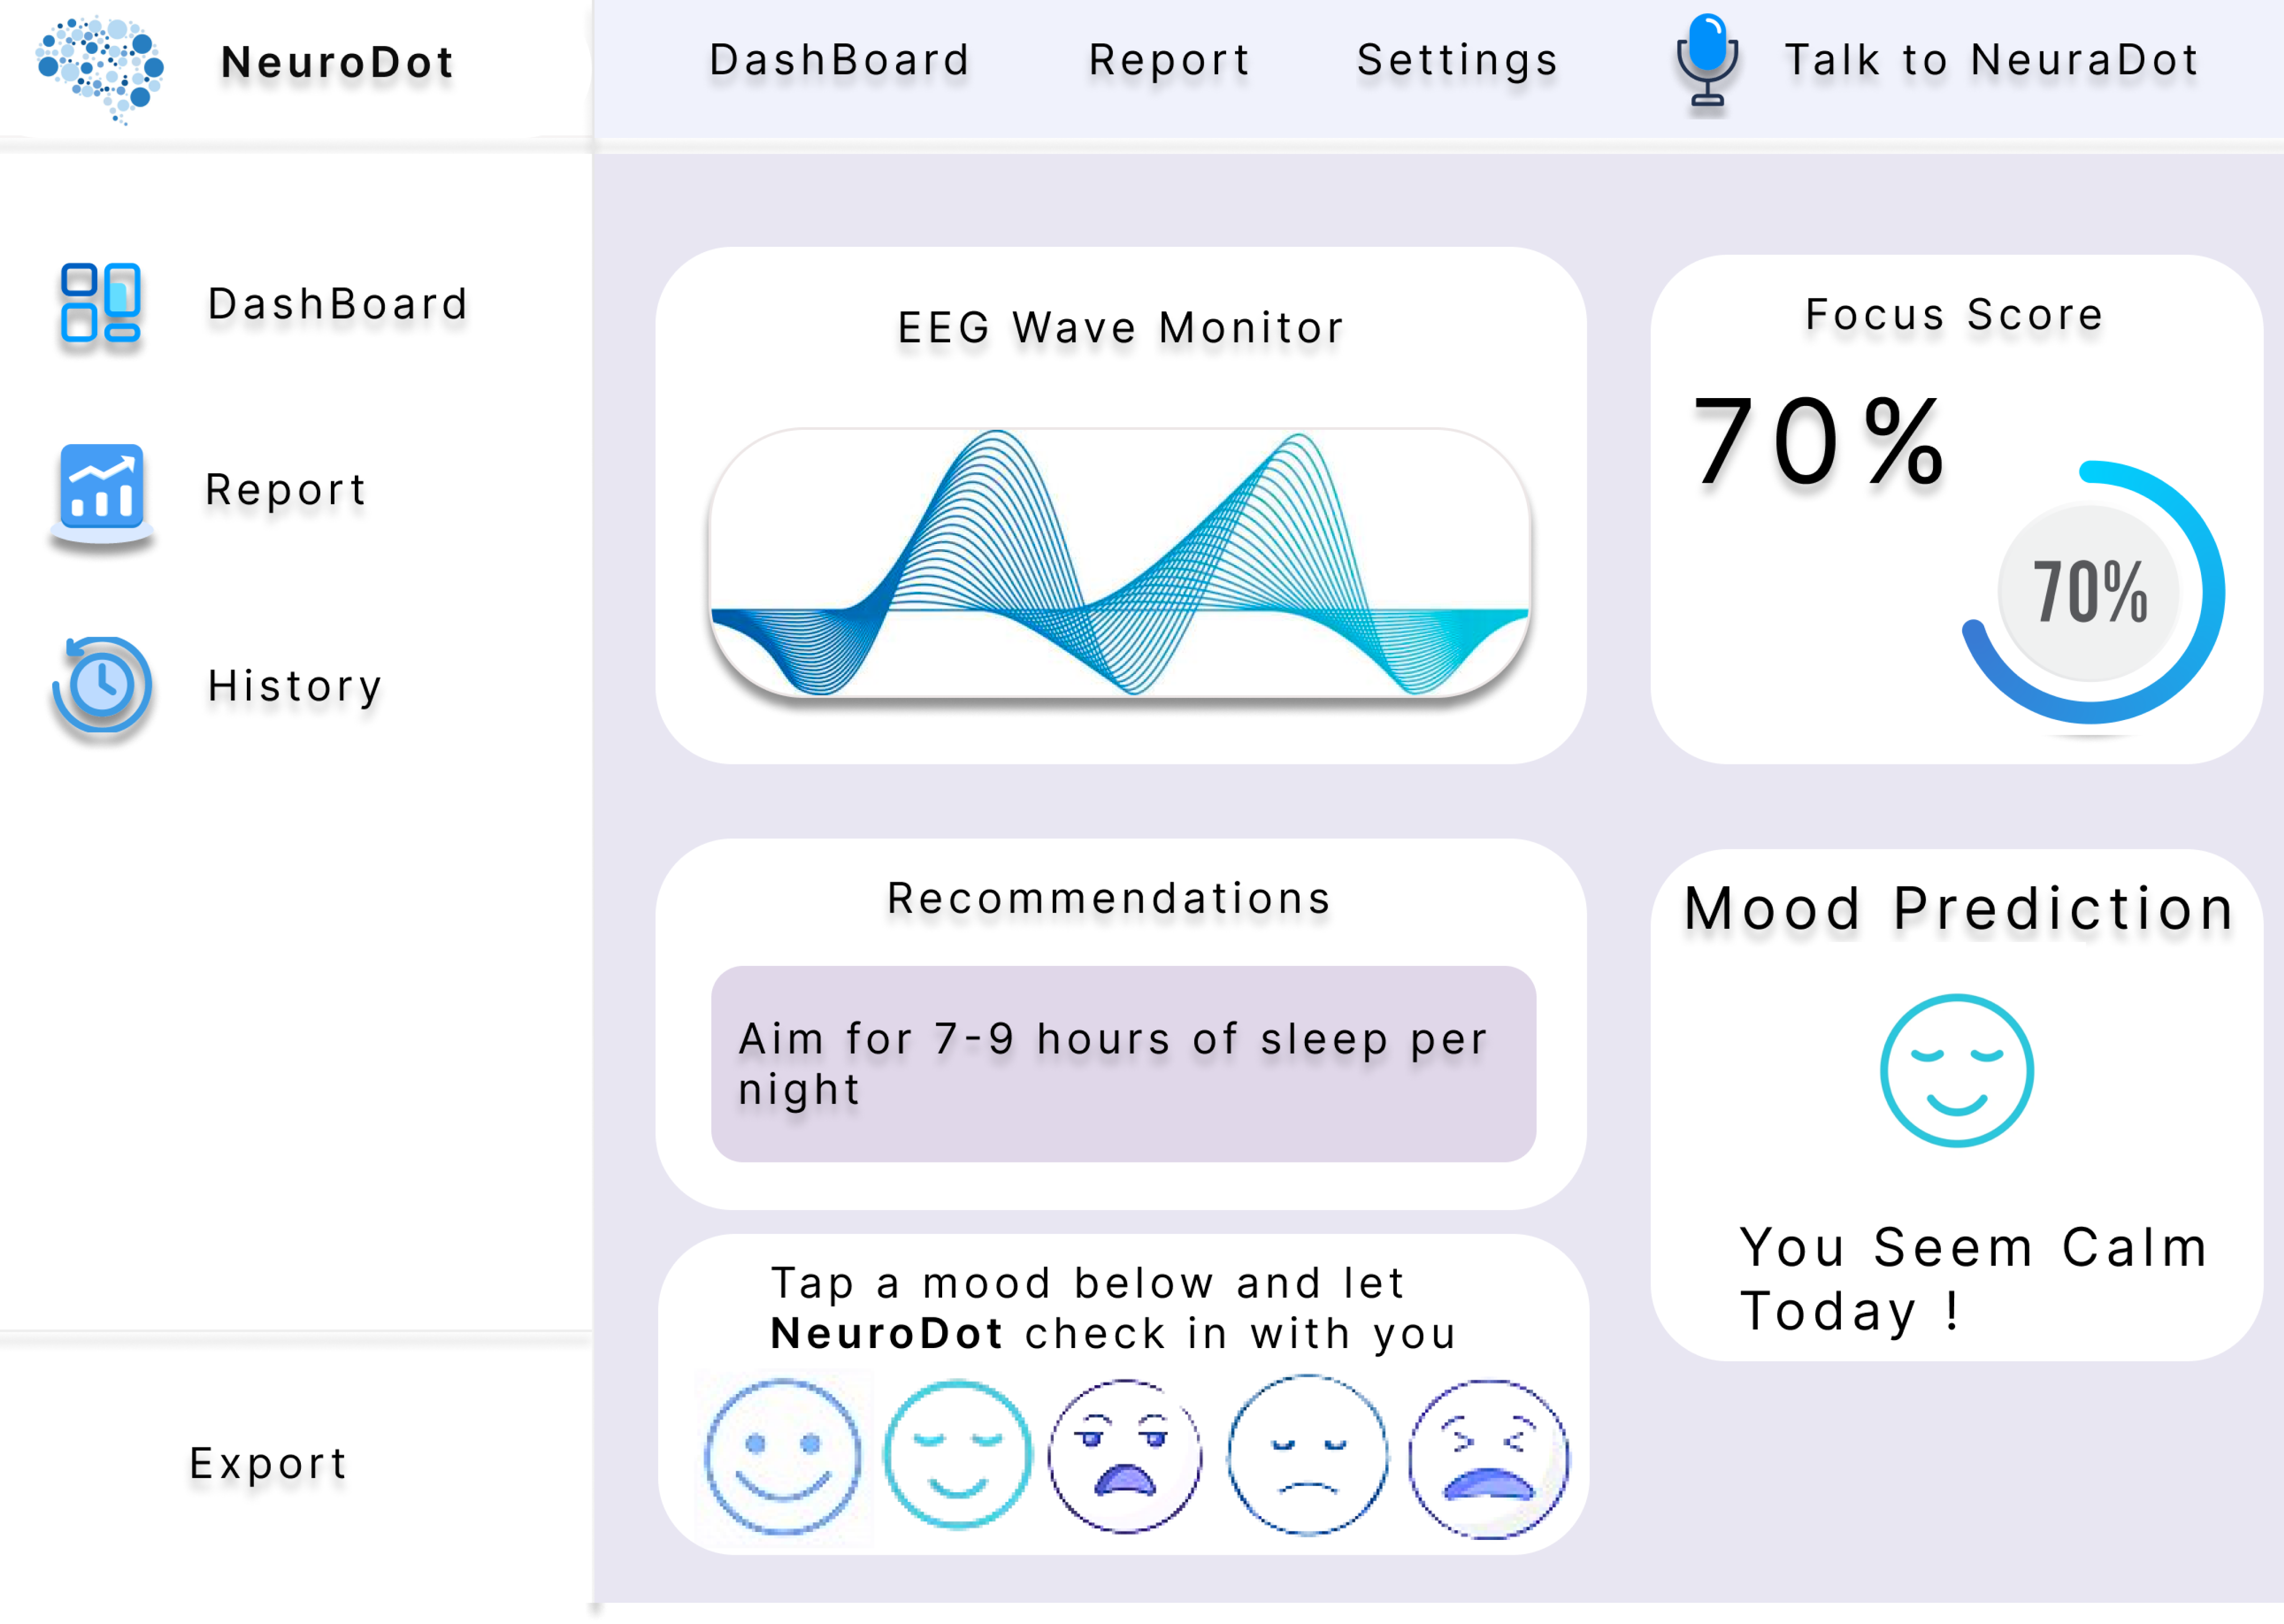 NeuroDot
DashBoard
Report
Settings
Talk to NeuraDot
DashBoard
Report
History
Export
EEG Wave Monitor
Focus Score
70%
70%
Recommendations
Aim for 7-9 hours of sleep per
night
Mood Prediction
You Seem Calm
Today !
Tap a mood below and let
NeuroDot check in with you